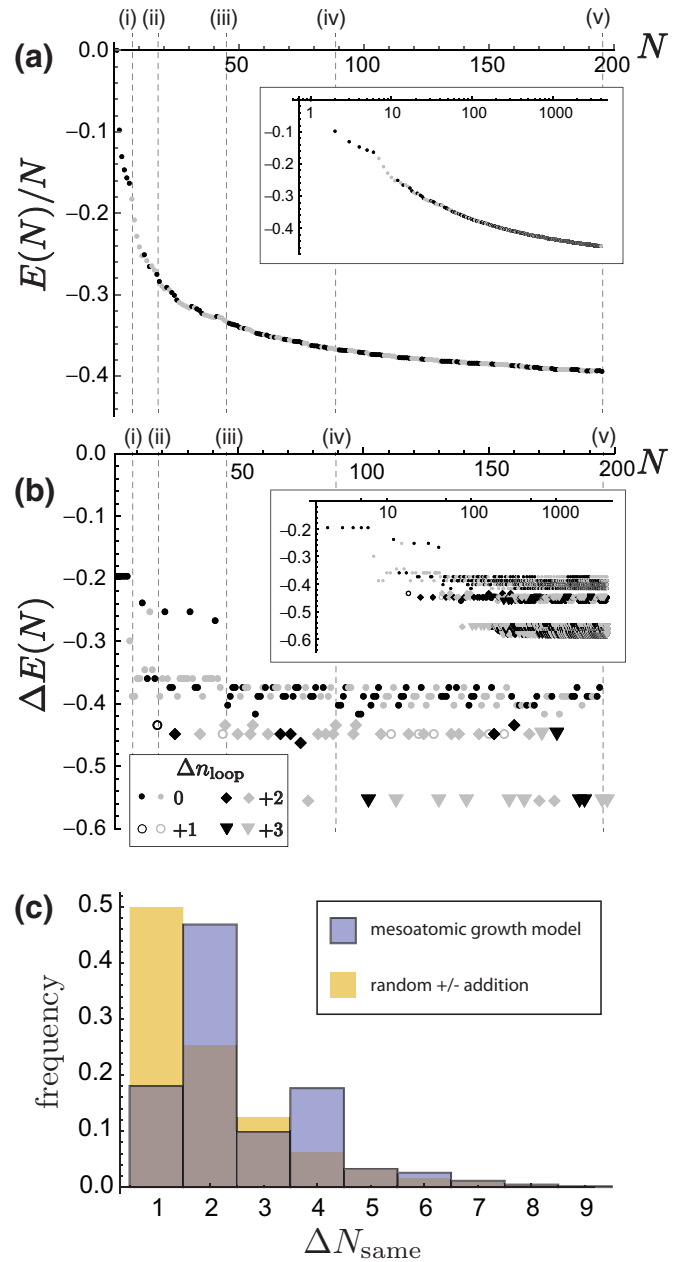 (i) (ii) (iii) (iv) (v)
(a)
0.0 50 100 150 200 N
1 10 100 1000
−0.1
−0.2
−0.3
−0.4
−0.1
−0.2
−0.3
−0.4
E(N)/N
(i) (ii) (iii) (iv) (v)
(b)
0.0 50 100 150 200 N
10 100 1000
−0.2
−0.3
−0.4
−0.5
−0.6
−0.1
−0.2
−0.3
−0.4
−0.5
−0.6
ΔE(N)
Δn_loop
0 +2
+1 +3
(c)
0.5
0.4
0.3
0.2
0.1
0.0
frequency
mesoatomic growth model
random +/- addition
1 2 3 4 5 6 7 8 9
ΔN_same